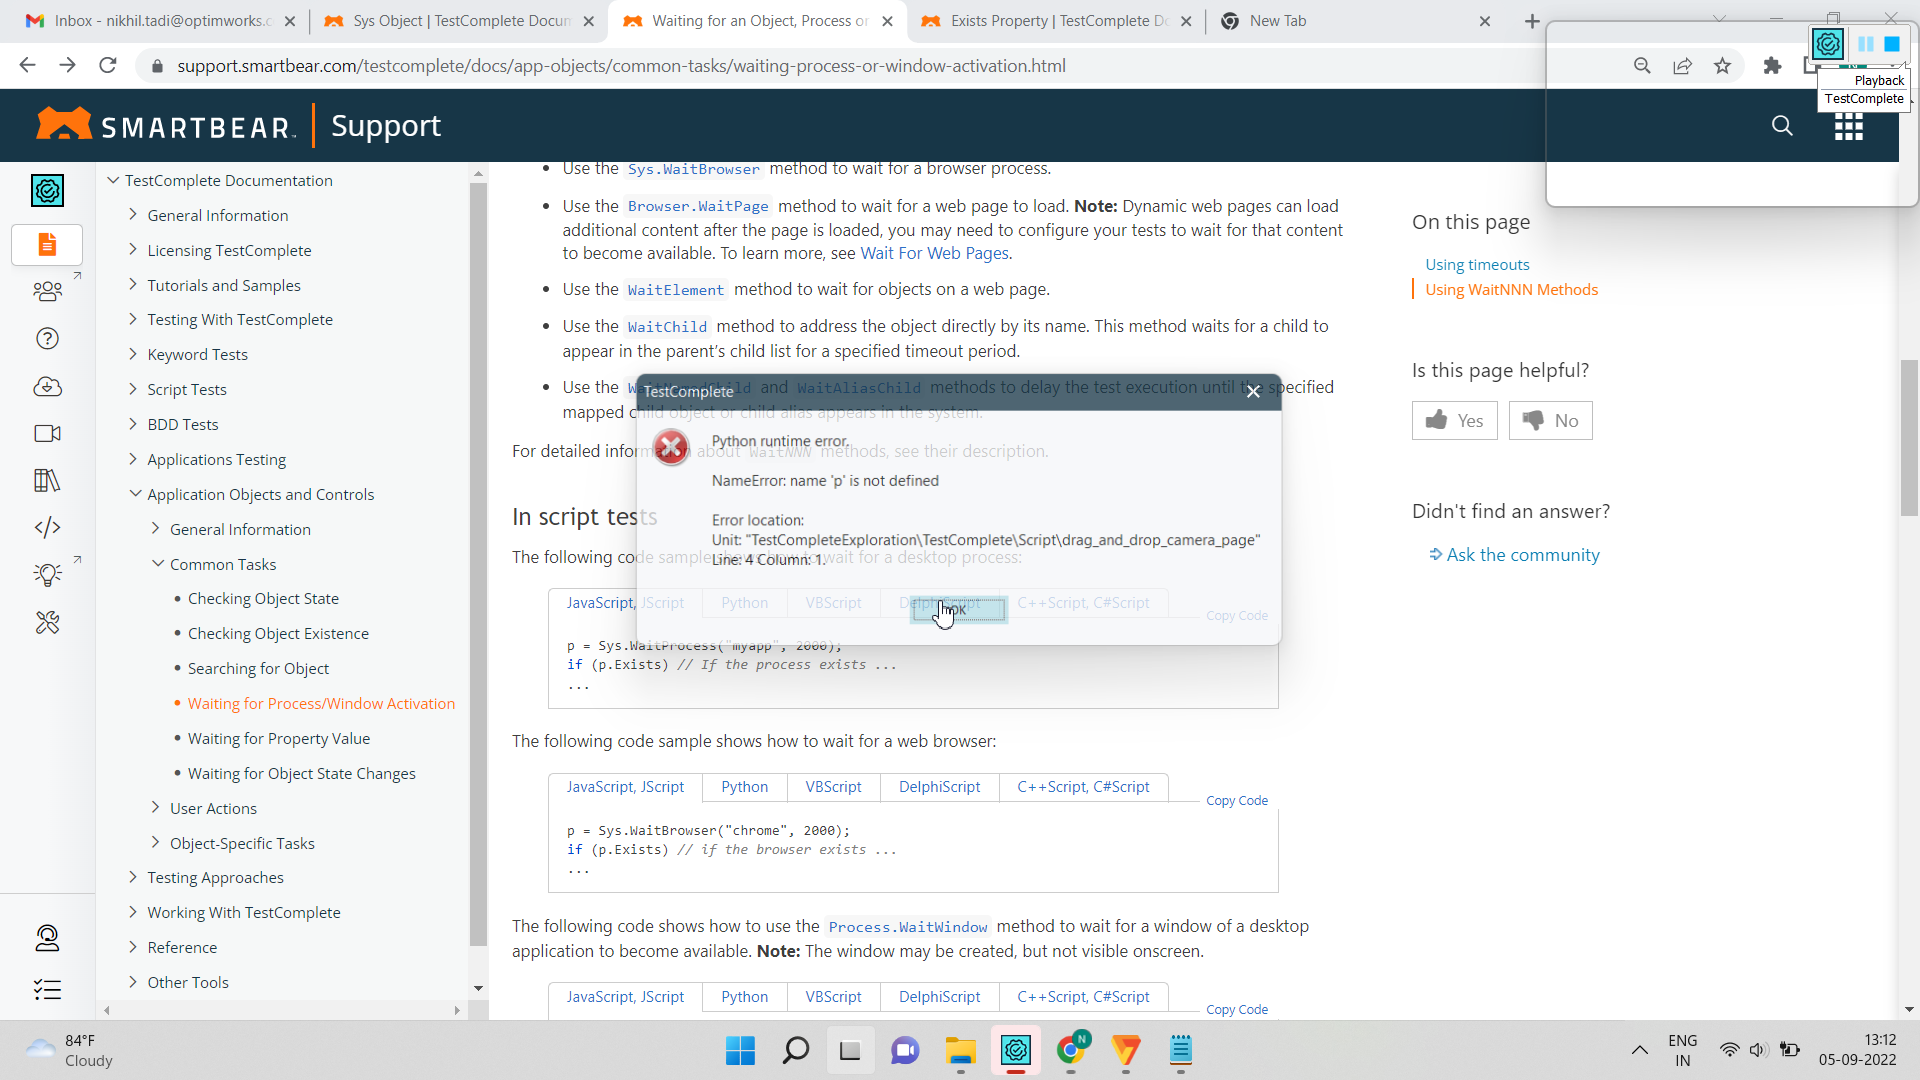 Inbox - nikhil.tadi@optimworks.c
Sys Object | TestComplete Docum
Waiting for an Object, Process or
Exists Property | TestComplete Do
New Tab
support.smartbear.com/testcomplete/docs/app-objects/common-tasks/waiting-process-or-window-activation.html
Playback
TestComplete
SMARTBEAR
Support
TestComplete Documentation
General Information
Licensing TestComplete
Tutorials and Samples
Testing With TestComplete
Keyword Tests
Script Tests
BDD Tests
Applications Testing
Application Objects and Controls
General Information
Common Tasks
Checking Object State
Checking Object Existence
Searching for Object
Waiting for Process/Window Activation
Waiting for Property Value
Waiting for Object State Changes
User Actions
Object-Specific Tasks
Testing Approaches
Working With TestComplete
Reference
Other Tools
Use the Sys.WaitBrowser method to wait for a browser process.
Use the Browser.WaitPage method to wait for a web page to load. Note: Dynamic web pages can load
additional content after the page is loaded, you may need to configure your tests to wait for that content
to become available. To learn more, see Wait For Web Pages.
Use the WaitElement method to wait for objects on a web page.
Use the WaitChild method to address the object directly by its name. This method waits for a child to
appear in the parent's child list for a specified timeout period.
Use the WaitNamedChild and WaitAliasChild methods to delay the test execution until the specified
mapped child object or child alias appears in the system.
For detailed information about WaitNNN methods, see their description.
TestComplete
Python runtime error.
NameError: name 'p' is not defined
Error location:
Unit: "TestCompleteExploration\TestComplete\Script\drag_and_drop_camera_page"
Line: 4 Column: 1.
OK
In script tests
The following code sample shows how to wait for a desktop process:
JavaScript, JScript
Python
VBScript
DelphiScript
C++Script, C#Script
Copy Code
p = Sys.WaitProcess("myapp", 2000);
if (p.Exists) // If the process exists ...
...
The following code sample shows how to wait for a web browser:
JavaScript, JScript
Python
VBScript
DelphiScript
C++Script, C#Script
Copy Code
p = Sys.WaitBrowser("chrome", 2000);
if (p.Exists) // if the browser exists ...
...
The following code shows how to use the Process.WaitWindow method to wait for a window of a desktop
application to become available. Note: The window may be created, but not visible onscreen.
JavaScript, JScript
Python
VBScript
DelphiScript
C++Script, C#Script
Copy Code
On this page
Using timeouts
Using WaitNNN Methods
Is this page helpful?
Yes
No
Didn't find an answer?
Ask the community
84°F
Cloudy
N
ENG
IN
13:12
05-09-2022